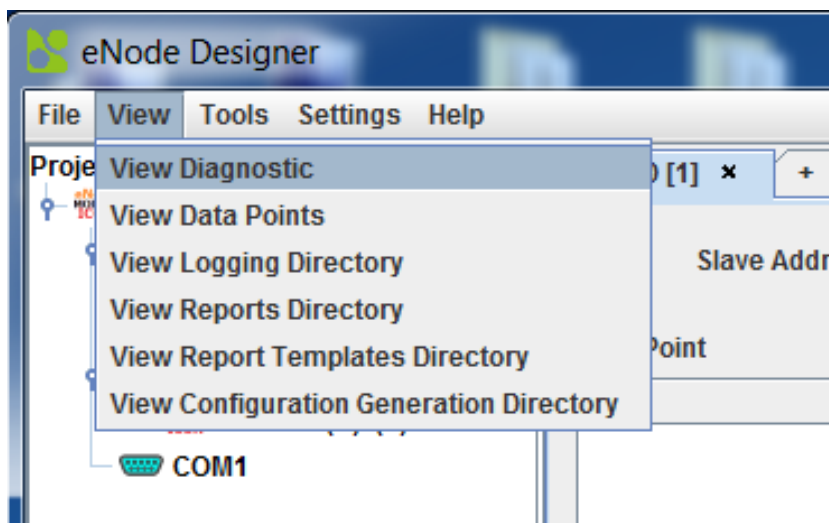 eNode Designer
File View Tools Settings Help
Proje
View Diagnostic
[1] × +
View Data Points
View Logging Directory
Slave Addr
View Reports Directory
View Report Templates Directory
Point
View Configuration Generation Directory
COM1